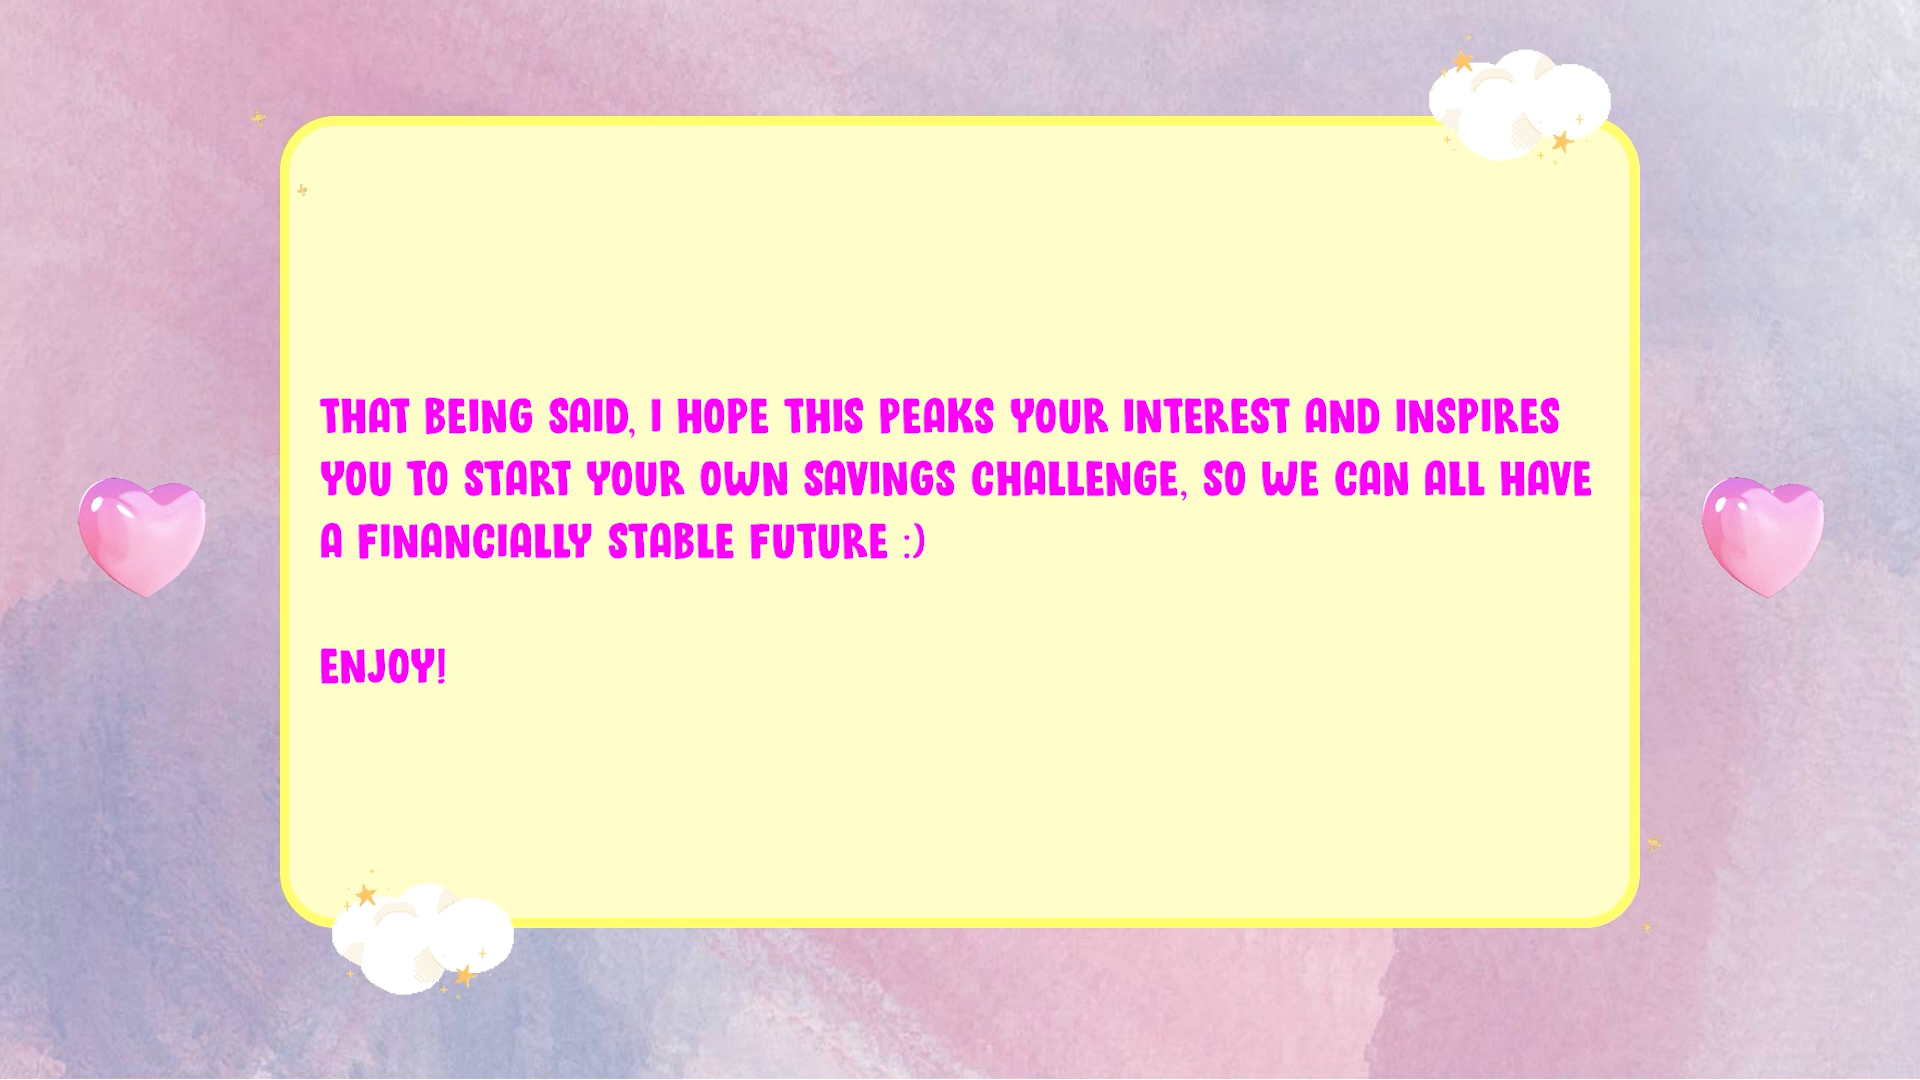 THAT BEING SAID, I HOPE THIS PEAKS YOUR INTEREST AND INSPIRES
YOU TO START YOUR OWN SAVINGS CHALLENGE, SO WE CAN ALL HAVE
A FINANCIALLY STABLE FUTURE :)
ENJOY!